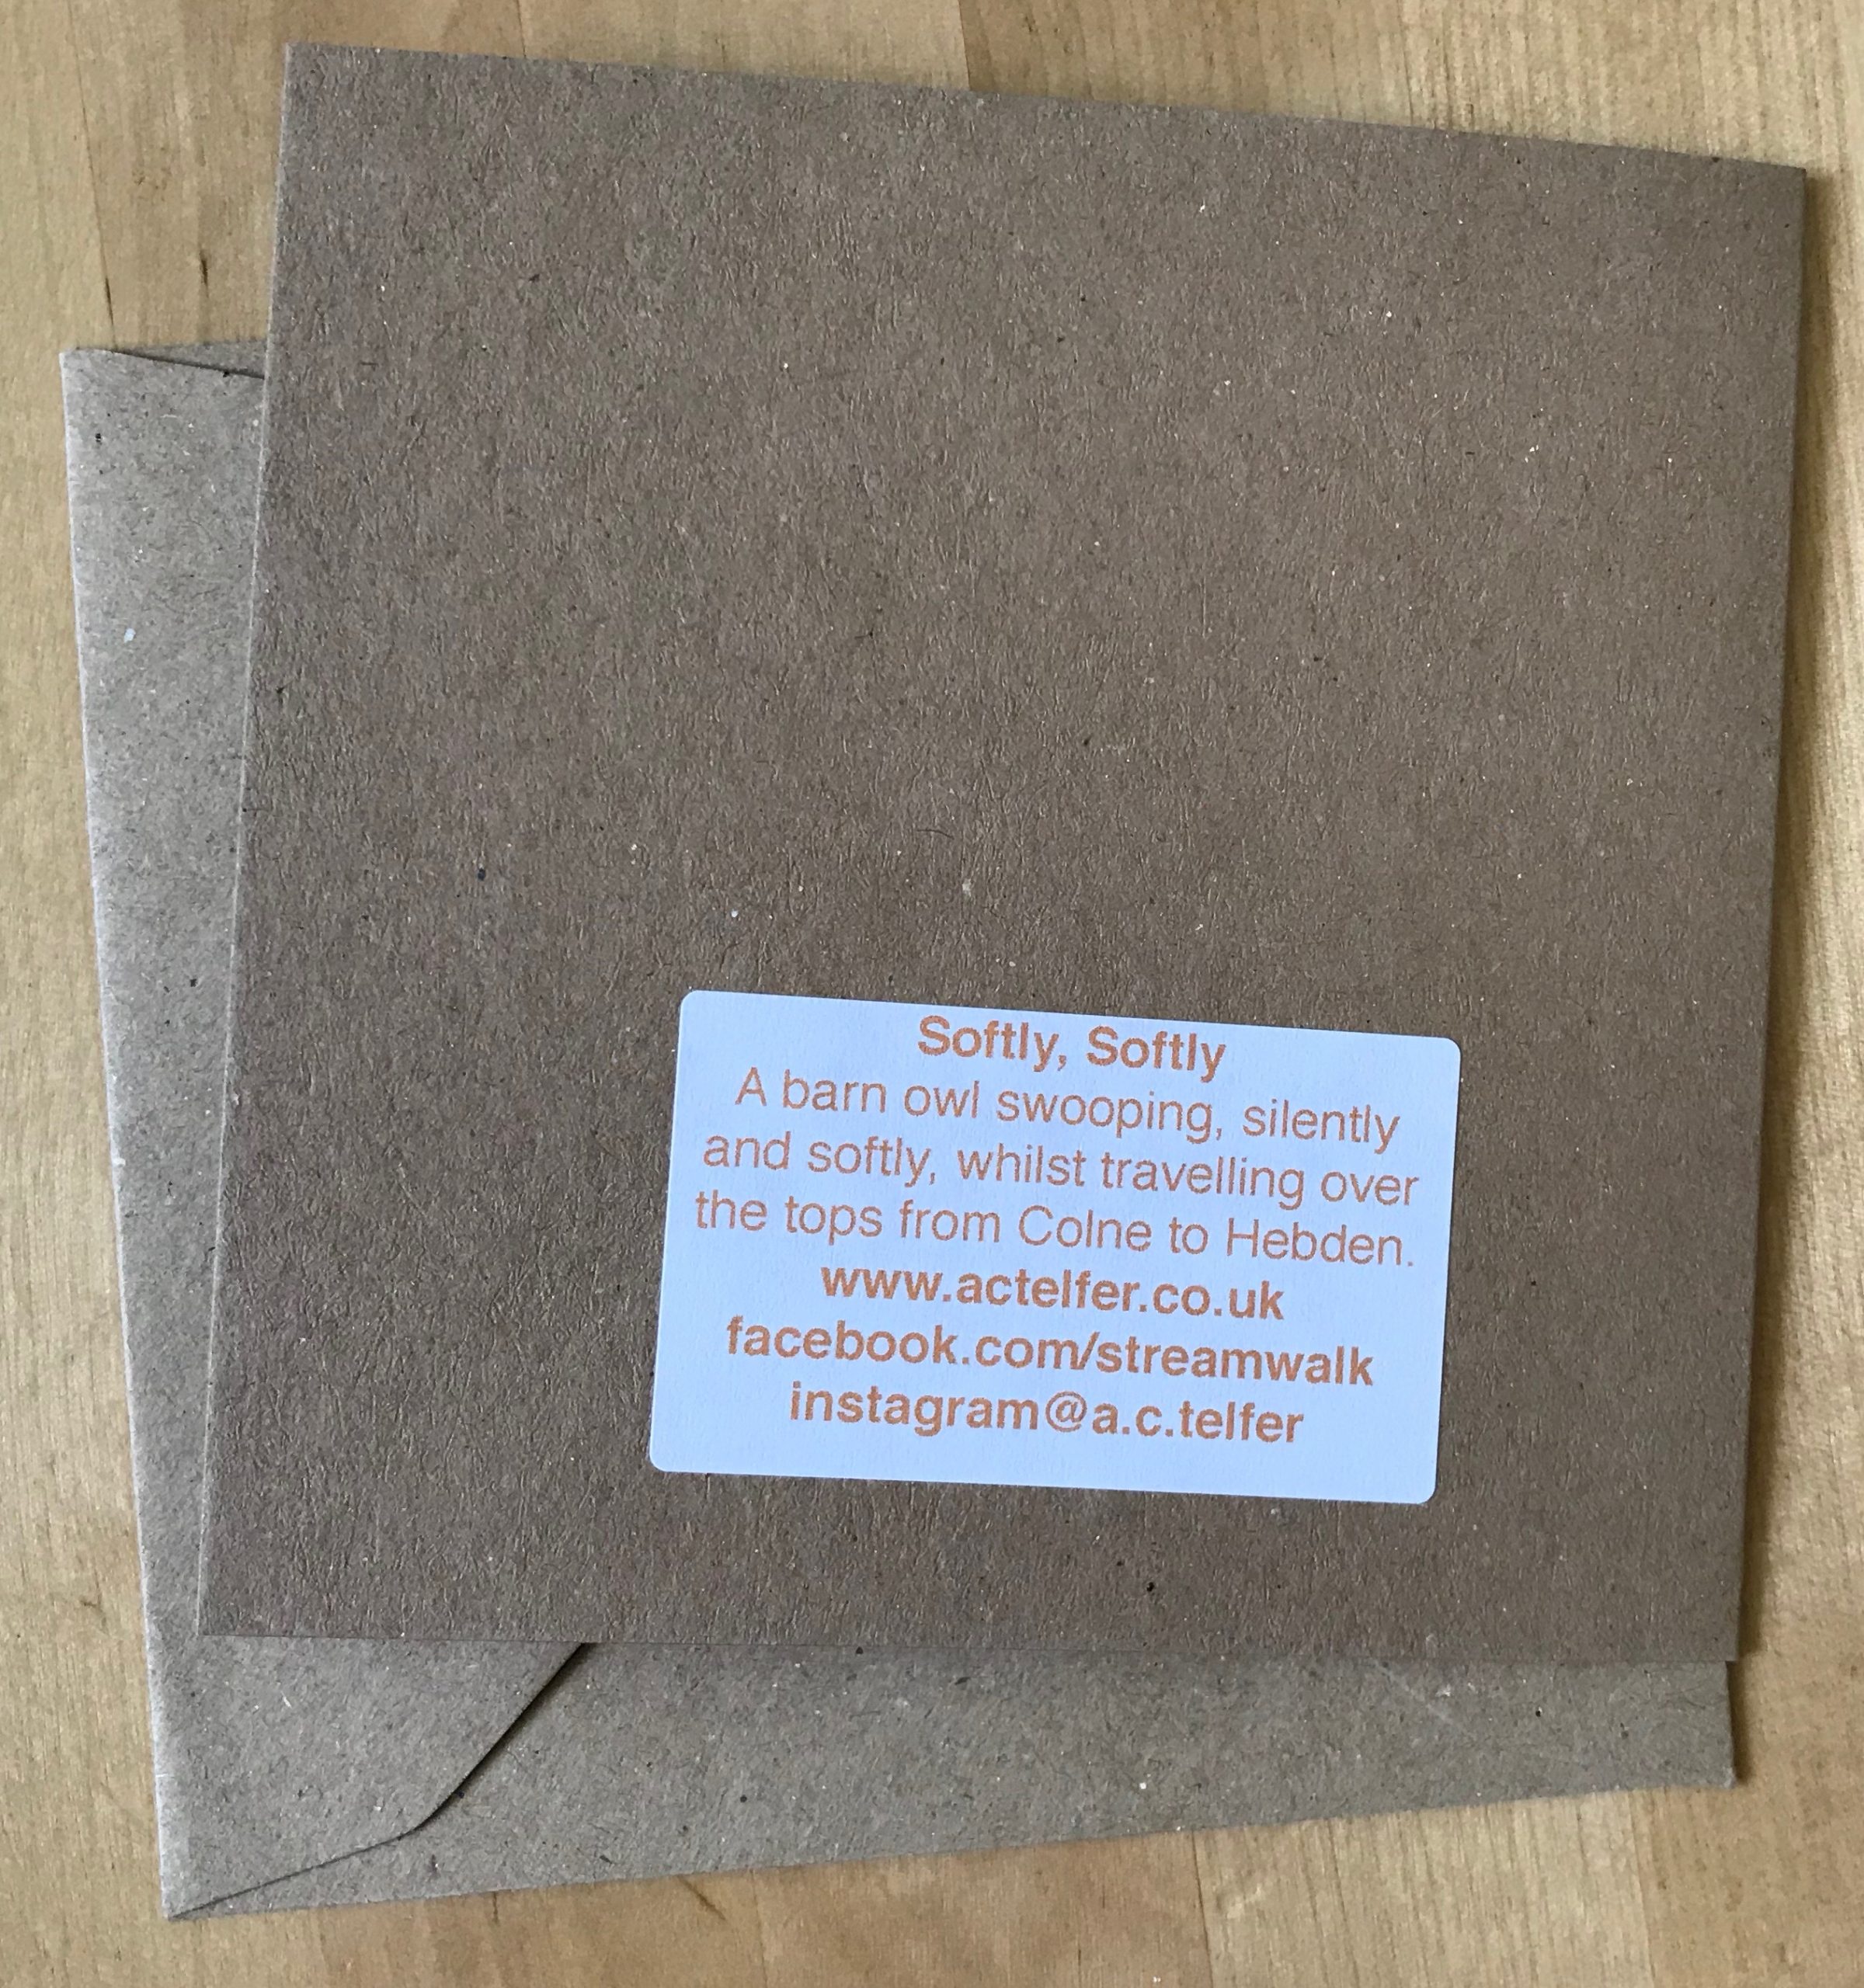 Softly, Softly
A barn owl swooping, silently
and softly, whilst travelling over
the tops from Colne to Hebden.
www.actelfer.co.uk
facebook.com/streamwalk
instagram@a.c.telfer